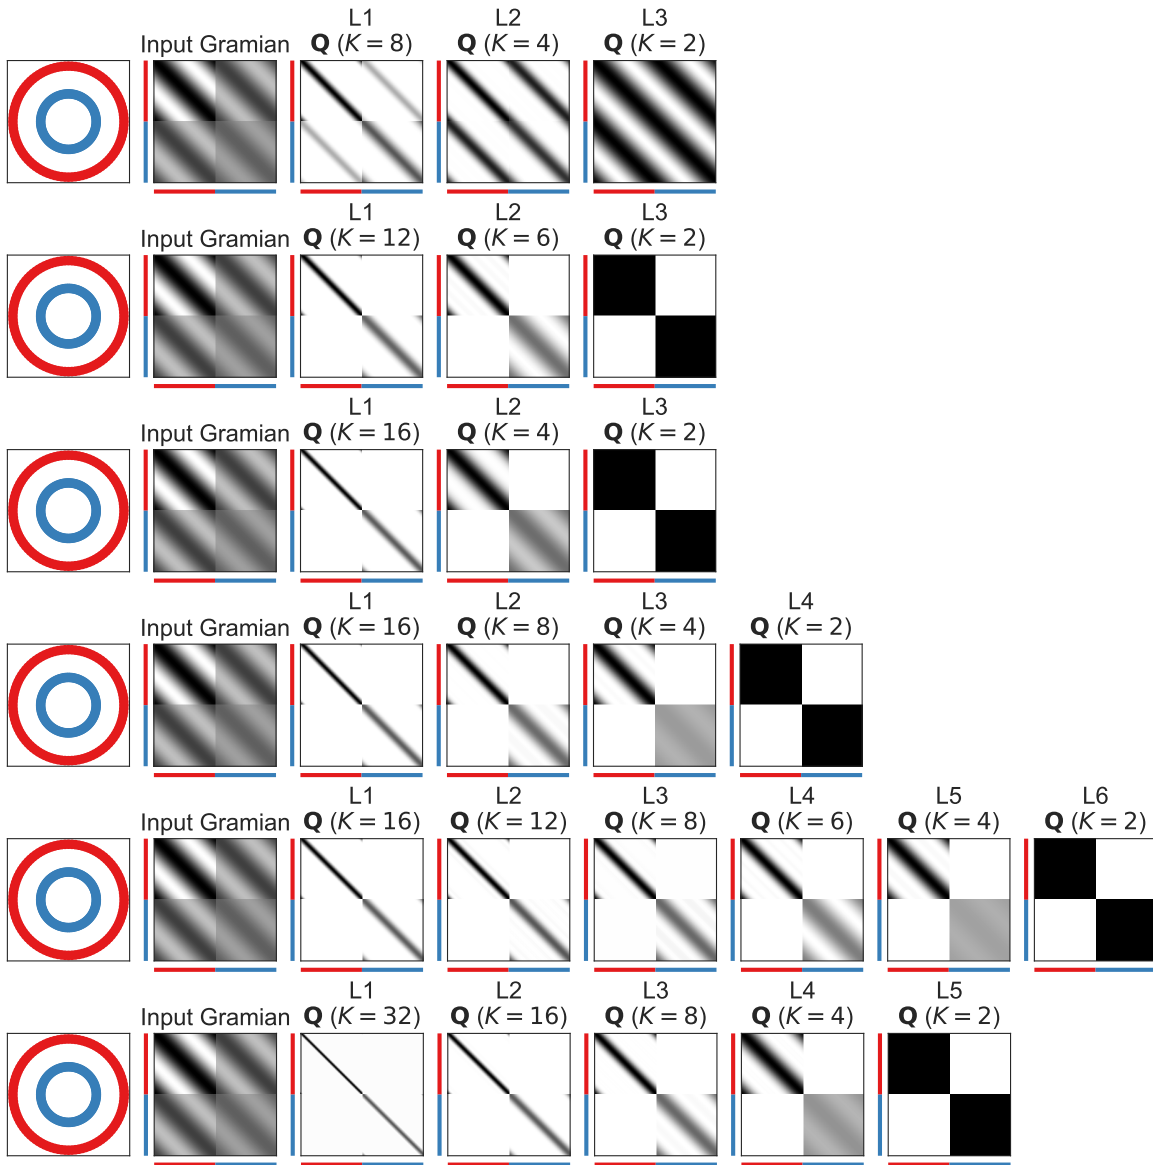 L1 L2 L3
Input Gramian Q (K = 8) Q (K = 4) Q (K = 2)
L1 L2 L3
Input Gramian Q (K = 12) Q (K = 6) Q (K = 2)
L1 L2 L3
Input Gramian Q (K = 16) Q (K = 4) Q (K = 2)
L1 L2 L3 L4
Input Gramian Q (K = 16) Q (K = 8) Q (K = 4) Q (K = 2)
L1 L2 L3 L4 L5 L6
Input Gramian Q (K = 16) Q (K = 12) Q (K = 8) Q (K = 6) Q (K = 4) Q (K = 2)
L1 L2 L3 L4 L5
Input Gramian Q (K = 32) Q (K = 16) Q (K = 8) Q (K = 4) Q (K = 2)